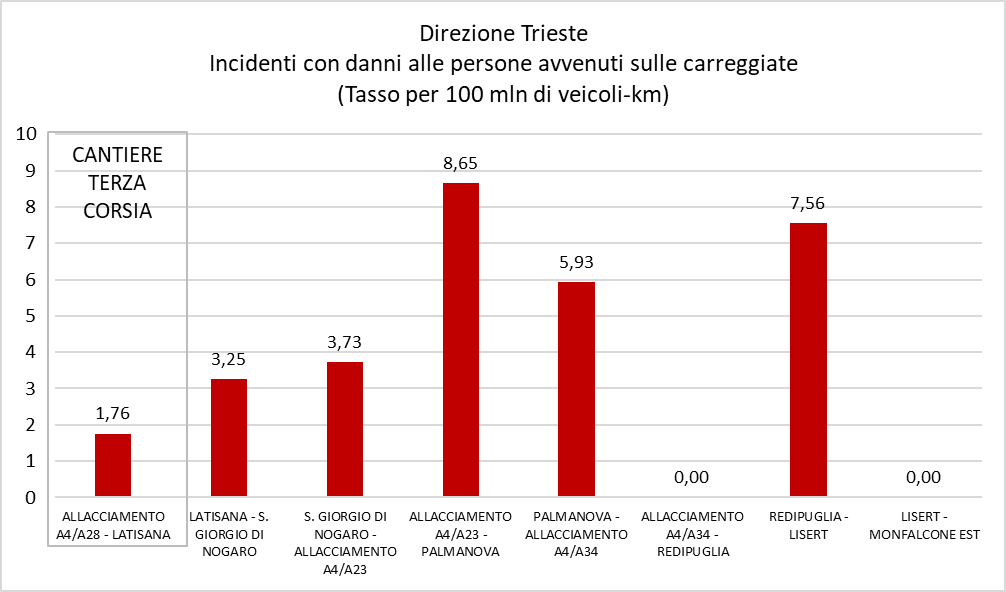 Direzione Trieste
Incidenti con danni alle persone avvenuti sulle carreggiate
(Tasso per 100 mln di veicoli-km)
10
9
8
7
6
5
4
3
2
1
0
CANTIERE
TERZA
CORSIA
1,76
3,25
3,73
8,65
5,93
0,00
7,56
0,00
ALLACCIAMENTO
A4/A28 - LATISANA
LATISANA - S.
GIORGIO DI
NOGARO
S. GIORGIO DI
NOGARO -
ALLACCIAMENTO
A4/A23
ALLACCIAMENTO
A4/A23 -
PALMANOVA
PALMANOVA -
ALLACCIAMENTO
A4/A34
ALLACCIAMENTO
A4/A34 -
REDIPUGLIA
REDIPUGLIA -
LISERT
LISERT -
MONFALCONE EST